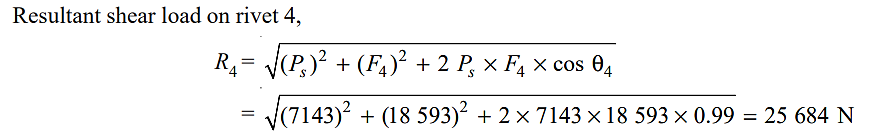 Resultant shear load on rivet 4,
R₄ = √(Pₛ)² + (F₄)² + 2 Pₛ × F₄ × cos θ₄
= √(7143)² + (18 593)² + 2 × 7143 × 18 593 × 0.99 = 25 684 N